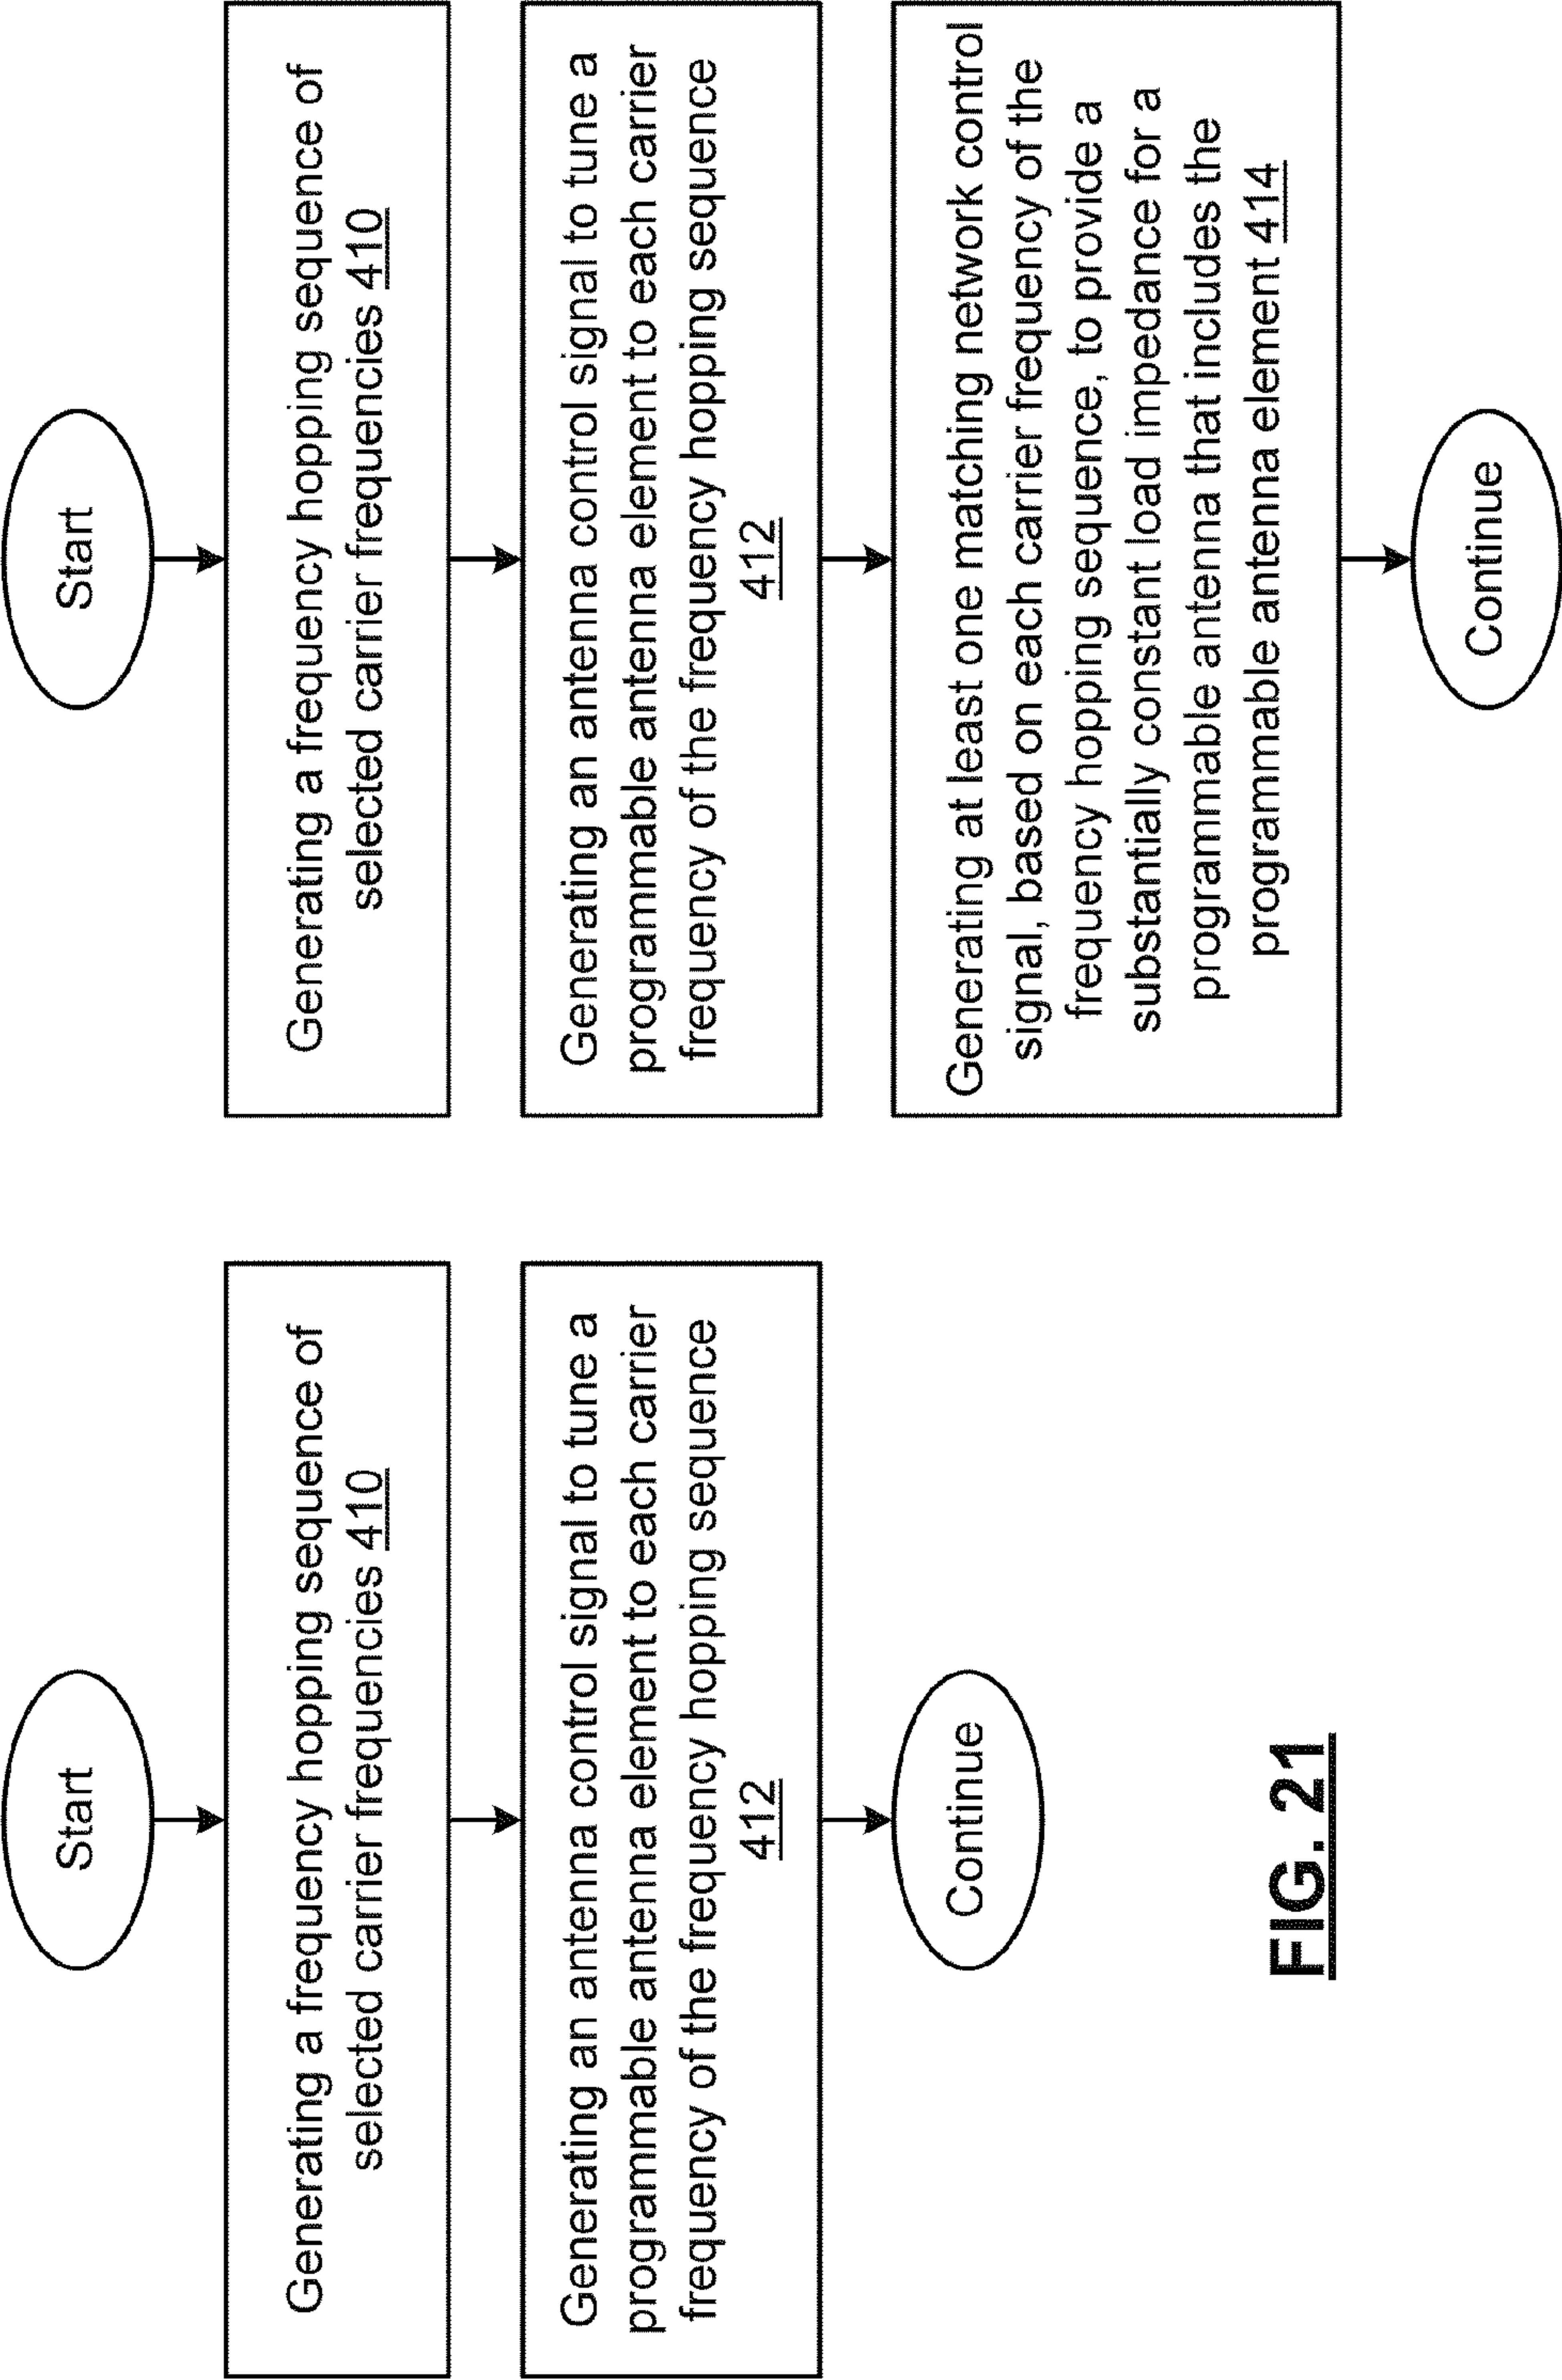 Start
Generating a frequency hopping sequence of
selected carrier frequencies 410
Generating an antenna control signal to tune a
programmable antenna element to each carrier
frequency of the frequency hopping sequence
412
Continue
FIG. 21
Start
Generating a frequency hopping sequence of
selected carrier frequencies 410
Generating an antenna control signal to tune a
programmable antenna element to each carrier
frequency of the frequency hopping sequence
412
Generating at least one matching network control
signal, based on each carrier frequency of the
frequency hopping sequence, to provide a
substantially constant load impedance for a
programmable antenna that includes the
programmable antenna element 414
Continue